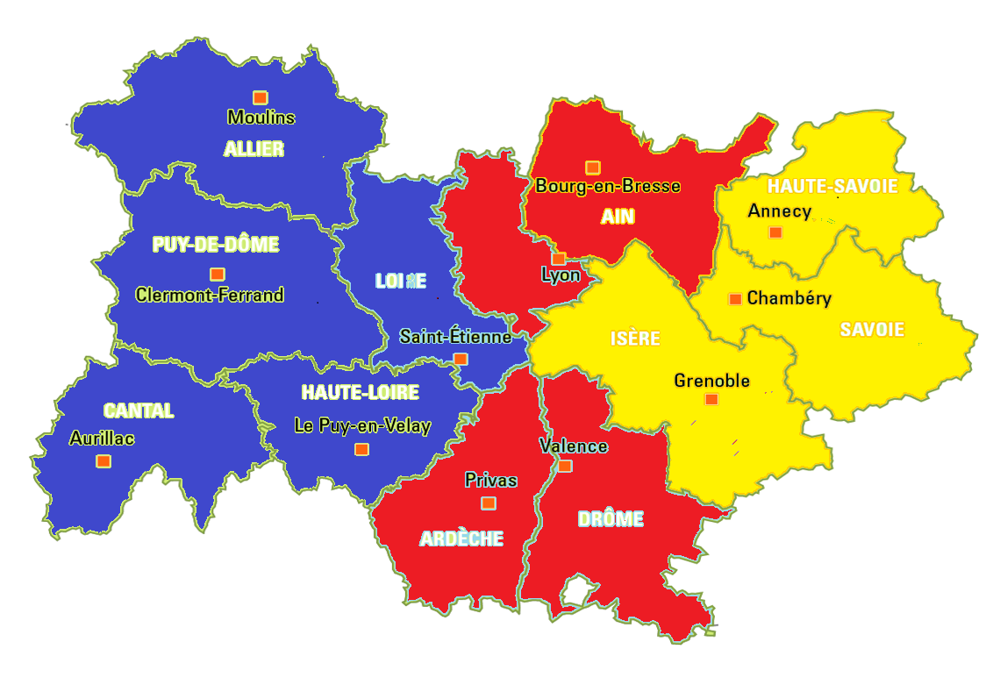 Moulins
ALLIER
Bourg-en-Bresse
AIN
HAUTE-SAVOIE
Annecy
PUY-DE-DÔME
Clermont-Ferrand
LOIRE
Lyon
Chambéry
SAVOIE
Saint-Étienne
ISÈRE
Grenoble
HAUTE-LOIRE
Le Puy-en-Velay
CANTAL
Aurillac
Valence
Privas
ARDÈCHE
DRÔME